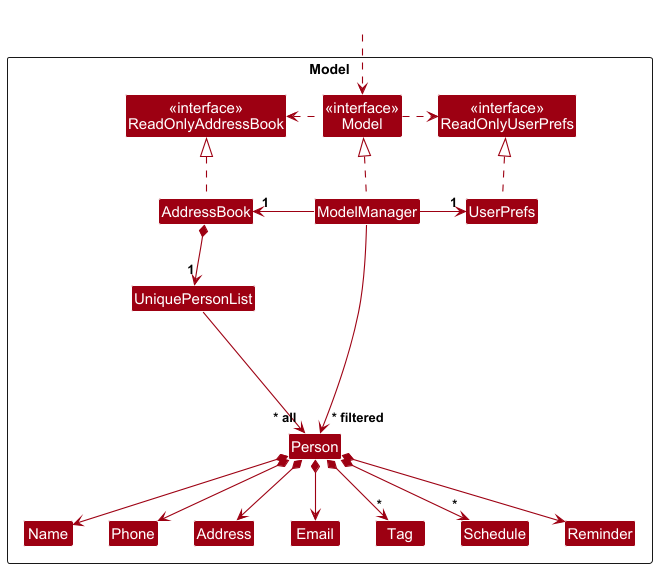 Model
«interface»
ReadOnlyAddressBook
«interface»
Model
«interface»
ReadOnlyUserPrefs
AddressBook
1
ModelManager
1
UserPrefs
1
UniquePersonList
* all
* filtered
Person
*
*
Name
Phone
Address
Email
Tag
Schedule
Reminder